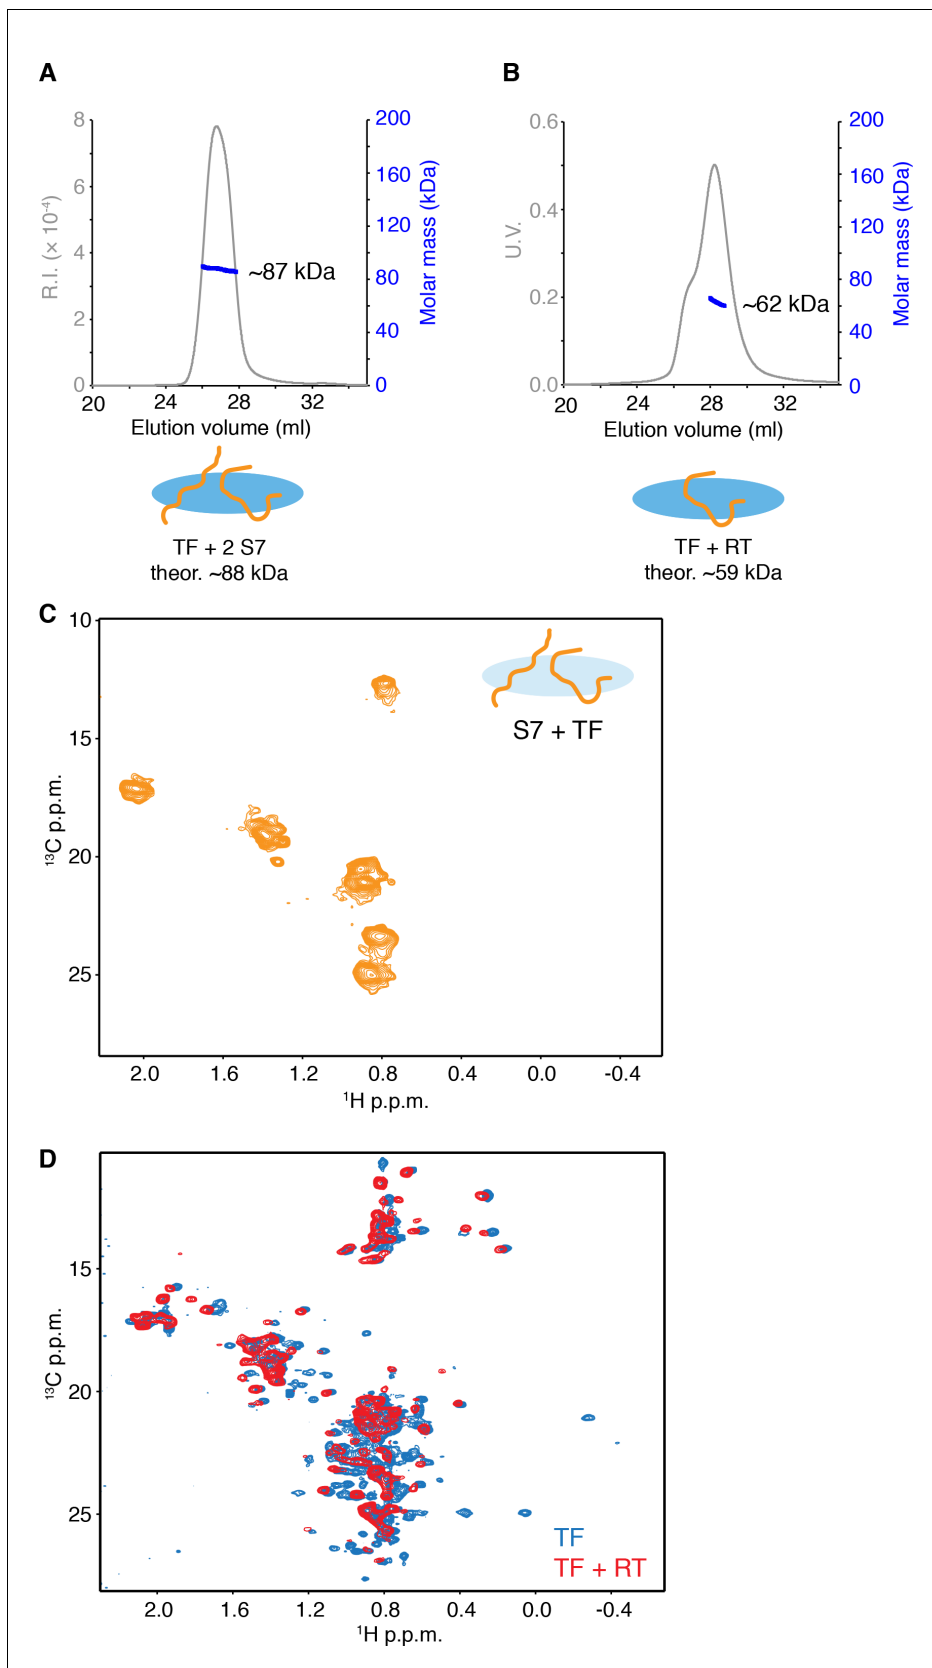 A
B
8
6
4
2
0
R.I. (× 10⁻⁴)
200
160
120
80
40
0
Molar mass (kDa)
~87 kDa
20
24
28
32
Elution volume (ml)
0.6
0.4
0.2
0.0
U.V.
200
160
120
80
40
0
Molar mass (kDa)
~62 kDa
20
24
28
32
Elution volume (ml)
TF + 2 S7
theor. ~88 kDa
TF + RT
theor. ~59 kDa
C
10
15
20
25
¹³C p.p.m.
S7 + TF
2.0
1.6
1.2
0.8
0.4
0.0
-0.4
¹H p.p.m.
D
15
20
25
¹³C p.p.m.
TF
TF + RT
2.0
1.6
1.2
0.8
0.4
0.0
-0.4
¹H p.p.m.